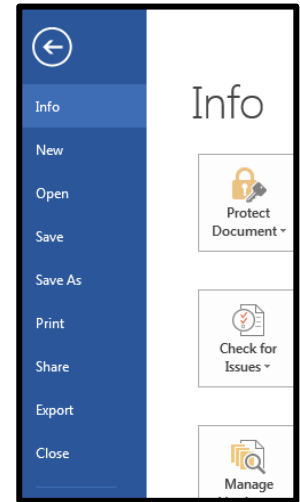 Info
Info
New
Open
Protect
Document
Save
Save As
Print
Check for
Issues
Share
Export
Close
Manage